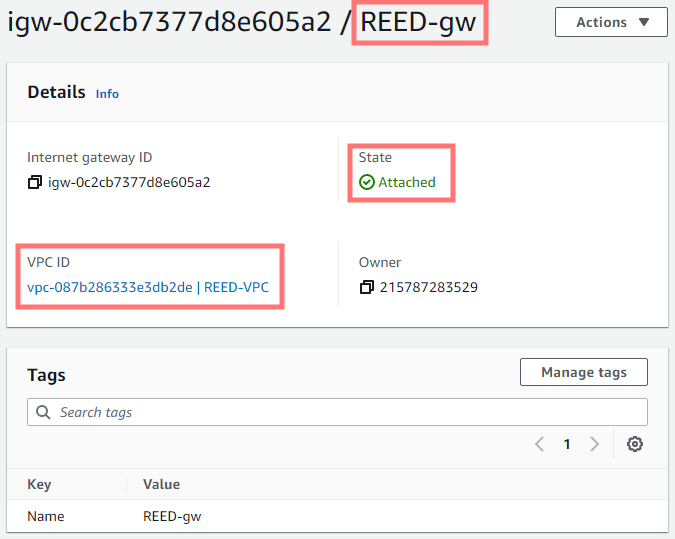 igw-0c2cb7377d8e605a2 / REED-gw
Actions
Details Info
Internet gateway ID
igw-0c2cb7377d8e605a2
State
Attached
VPC ID
vpc-087b286333e3db2de | REED-VPC
Owner
215787283529
Tags
Manage tags
Search tags
1
Key Value
Name REED-gw